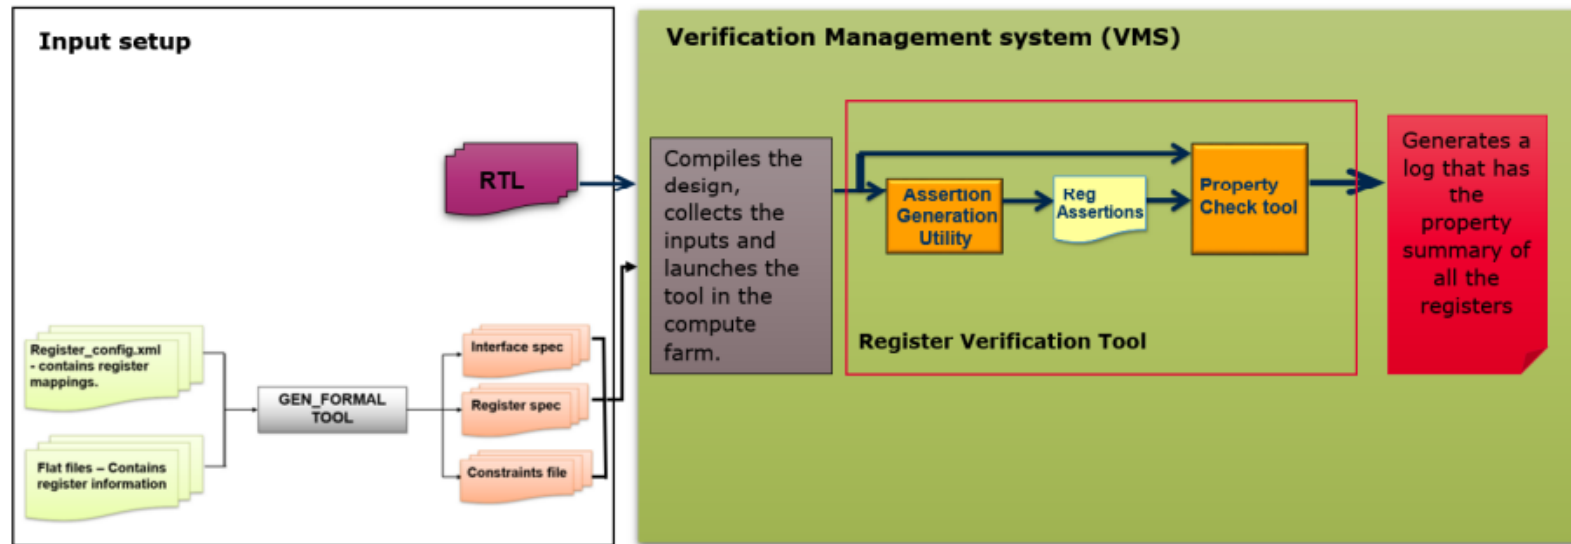 Input setup
RTL
Register_config.xml
- contains register
mappings.
Flat files – Contains
register information
GEN_FORMAL
TOOL
Interface spec
Register spec
Constraints file
Verification Management system (VMS)
Compiles the
design,
collects the
inputs and
launches the
tool in the
compute
farm.
Assertion
Generation
Utility
Reg
Assertions
Property
Check tool
Register Verification Tool
Generates a
log that has
the
property
summary of
all the
registers